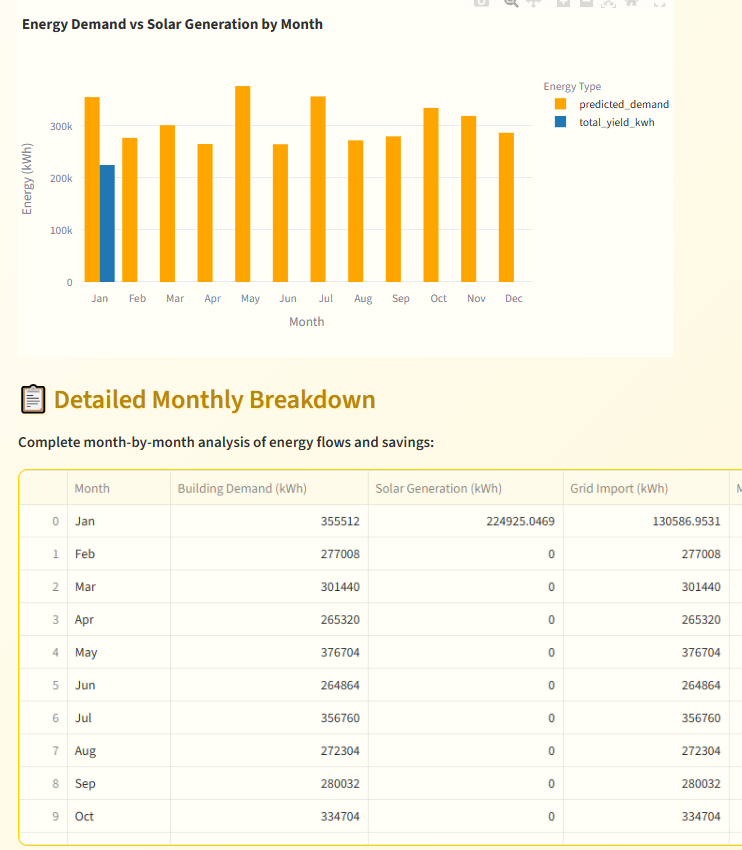 Energy Demand vs Solar Generation by Month
Energy Type
predicted_demand
total_yield_kwh
Energy (kWh)
300k
200k
100k
0
Jan Feb Mar Apr May Jun Jul Aug Sep Oct Nov Dec
Month
Detailed Monthly Breakdown
Complete month-by-month analysis of energy flows and savings:
Month Building Demand (kWh) Solar Generation (kWh) Grid Import (kWh) M
0 Jan 355512 224925.0469 130586.9531
1 Feb 277008 0 277008
2 Mar 301440 0 301440
3 Apr 265320 0 265320
4 May 376704 0 376704
5 Jun 264864 0 264864
6 Jul 356760 0 356760
7 Aug 272304 0 272304
8 Sep 280032 0 280032
9 Oct 334704 0 334704